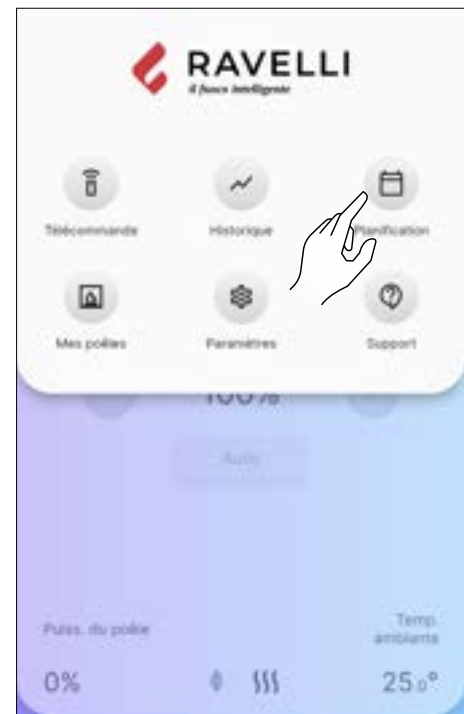 RAVELLI
il fuoco intelligente
Télécommande
Historique
Planification
Mes poêles
Paramètres
Support
100%
Auto
Puiss. du poêle
Temp.
ambiante
0%
25.0°